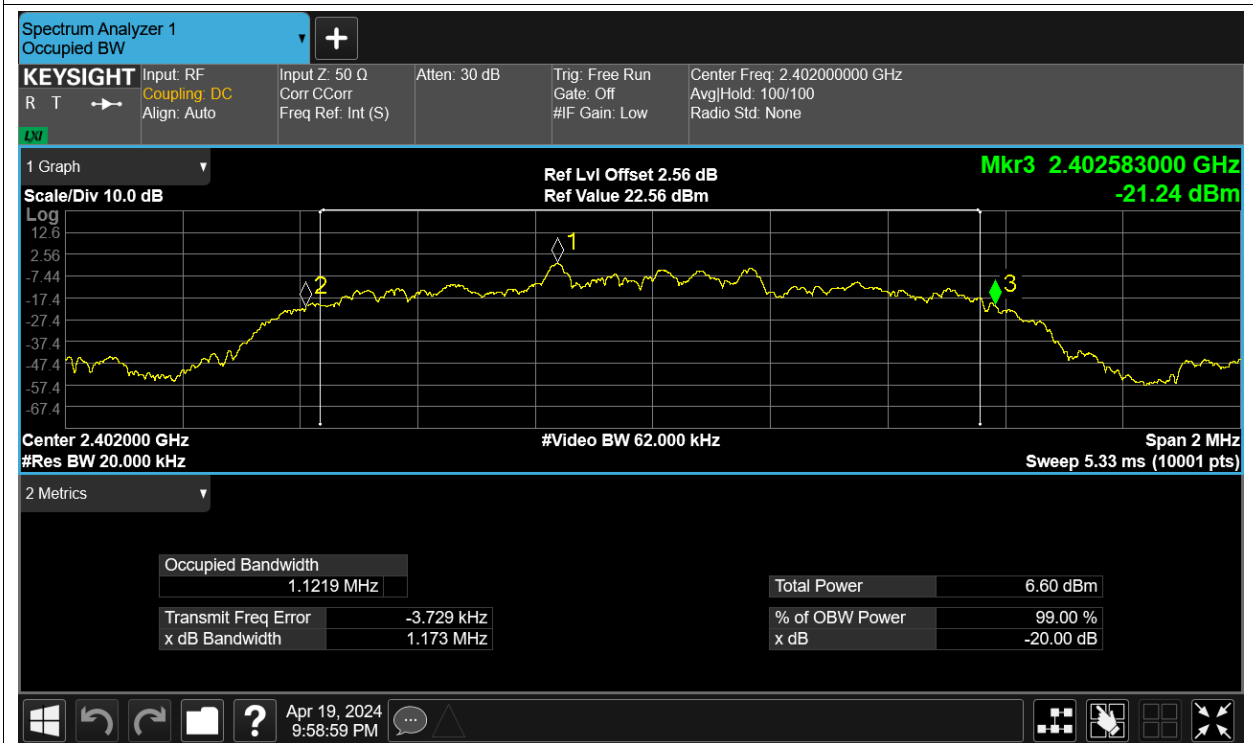 Spectrum Analyzer 1
Occupied BW
KEYSIGHT
R T
LXI
Input: RF
Coupling: DC
Align: Auto
Input Z: 50 Ω
Corr CCorr
Freq Ref: Int (S)
Atten: 30 dB
Trig: Free Run
Gate: Off
#IF Gain: Low
Center Freq: 2.402000000 GHz
Avg|Hold: 100/100
Radio Std: None
1 Graph
Scale/Div 10.0 dB
Ref Lvl Offset 2.56 dB
Ref Value 22.56 dBm
Mkr3 2.402583000 GHz
-21.24 dBm
Log
12.6
2.56
-7.44
-17.4
-27.4
-37.4
-47.4
-57.4
-67.4
1
2
3
Center 2.402000 GHz
#Video BW 62.000 kHz
Span 2 MHz
#Res BW 20.000 kHz
Sweep 5.33 ms (10001 pts)
2 Metrics
Occupied Bandwidth
1.1219 MHz
Total Power 6.60 dBm
Transmit Freq Error -3.729 kHz
% of OBW Power 99.00 %
x dB Bandwidth 1.173 MHz
x dB -20.00 dB
?
Apr 19, 2024
9:58:59 PM